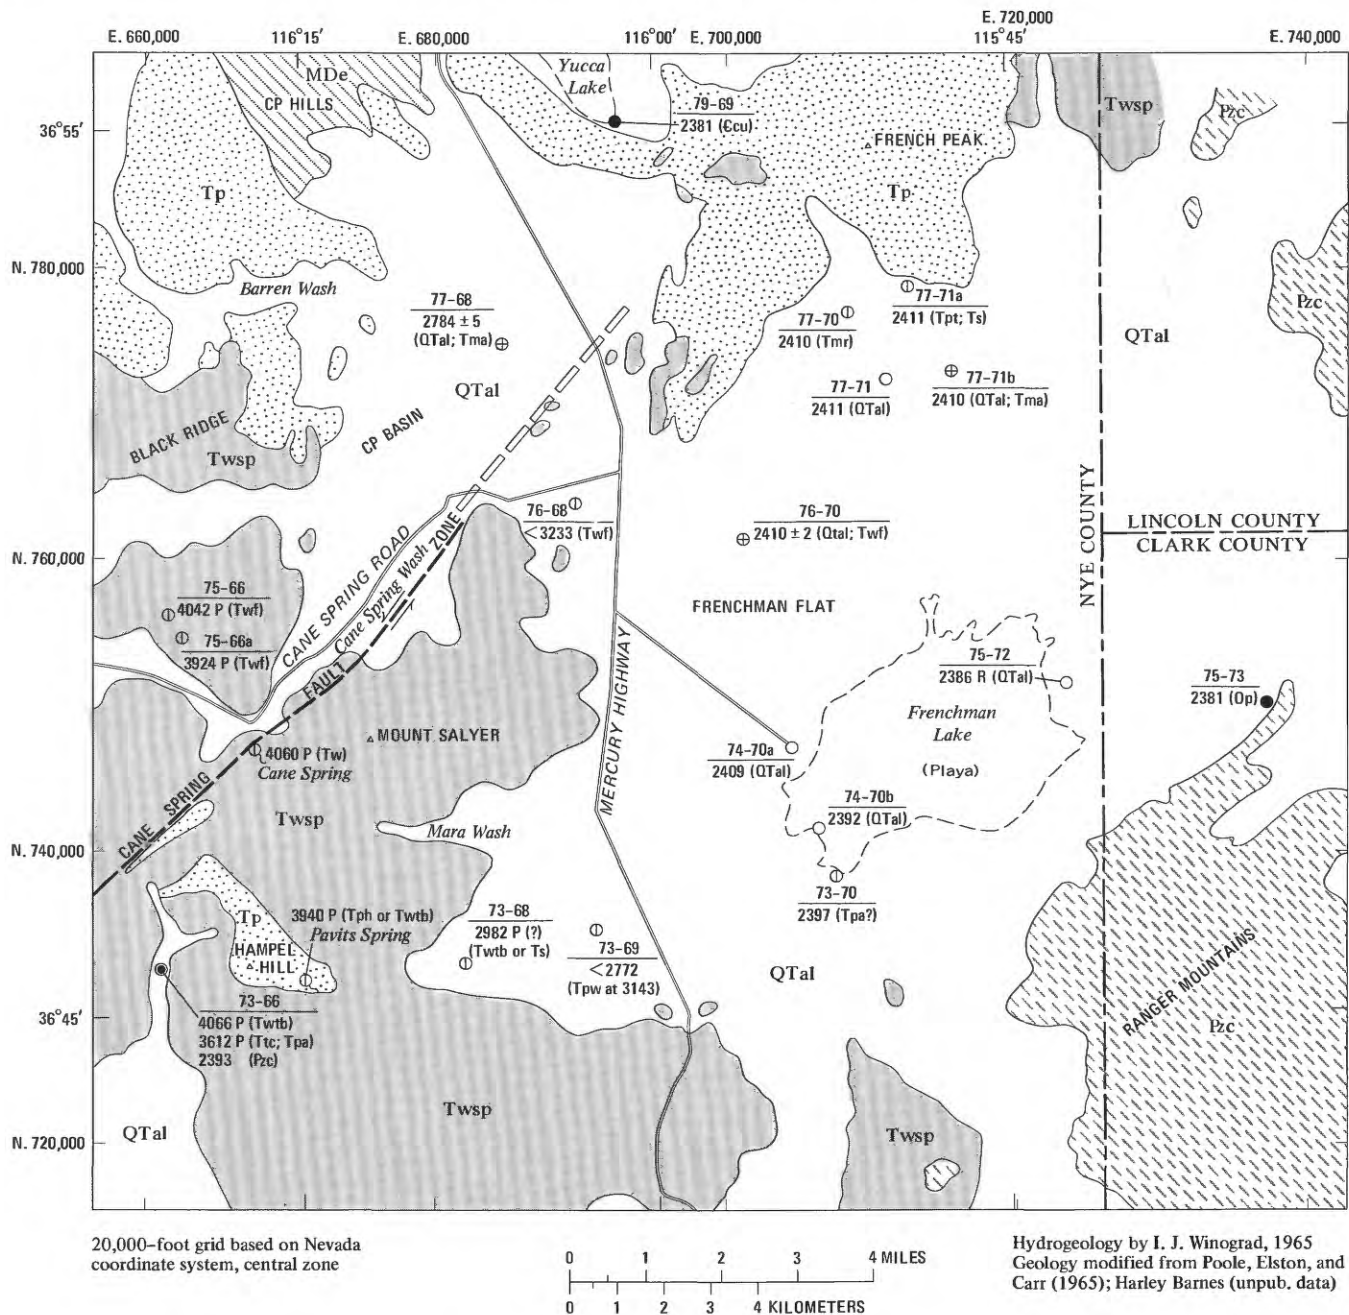 E. 720,000
E. 660,000 116°15′ E. 680,000 116°00′ E. 700,000 115°45′ E. 740,000
MDe
CP HILLS
Yucca
Lake
79-69
2381 (Ꞓcu)
Twsp
Pzc
36°55′
FRENCH PEAK
Tp
Tp
N. 780,000
Barren Wash
77-68
2784 ± 5
(QTal; Tma)
77-70
2410 (Tmr)
77-71a
2411 (Tpt; Ts)
Pzc
QTal
QTal
77-71
2411 (QTal)
77-71b
2410 (QTal; Tma)
BLACK RIDGE
Twsp
CP BASIN
NYE COUNTY
76-68
<3233 (Twf)
76-70
2410 ± 2 (Qtal; Twf)
LINCOLN COUNTY
CLARK COUNTY
N. 760,000
CANE SPRING ROAD
Cane Spring Wash
ZONE
75-66
4042 P (Twf)
75-66a
3924 P (Twf)
FRENCHMAN FLAT
FAULT
MERCURY HIGHWAY
75-72
2386 R (QTal)
75-73
2381 (Op)
Frenchman
Lake
(Playa)
MOUNT SALYER
4060 P (Tw)
Cane Spring
74-70a
2409 (QTal)
CANE SPRING
Twsp
Mara Wash
74-70b
2392 (QTal)
N. 740,000
73-70
2397 (Tpa?)
Tp
HAMPEL
HILL
3940 P (Tph or Twtb)
Pavits Spring
73-68
2982 P (?)
(Twtb or Ts)
73-69
<2772
(Tpw at 3143)
QTal
RANGER MOUNTAINS
Pzc
36°45′
73-66
4066 P (Twtb)
3612 P (Ttc; Tpa)
2393 (Pzc)
Twsp
Twsp
QTal
N. 720,000
20,000-foot grid based on Nevada
coordinate system, central zone
0 1 2 3 4 MILES
0 1 2 3 4 KILOMETERS
Hydrogeology by I. J. Winograd, 1965
Geology modified from Poole, Elston, and
Carr (1965); Harley Barnes (unpub. data)